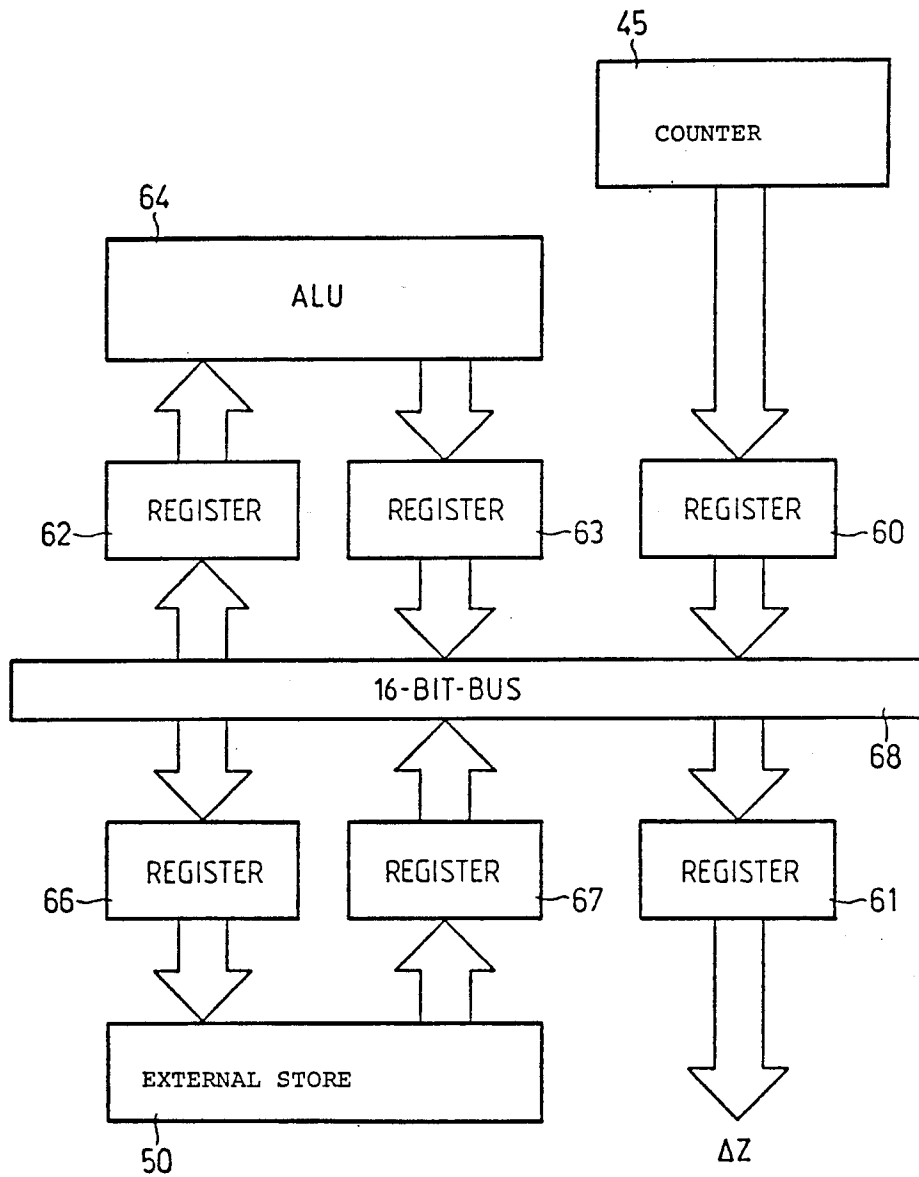 45
COUNTER
64
ALU
62
REGISTER
REGISTER
63
REGISTER
60
16-BIT-BUS
68
66
REGISTER
REGISTER
67
REGISTER
61
EXTERNAL STORE
50
ΔZ